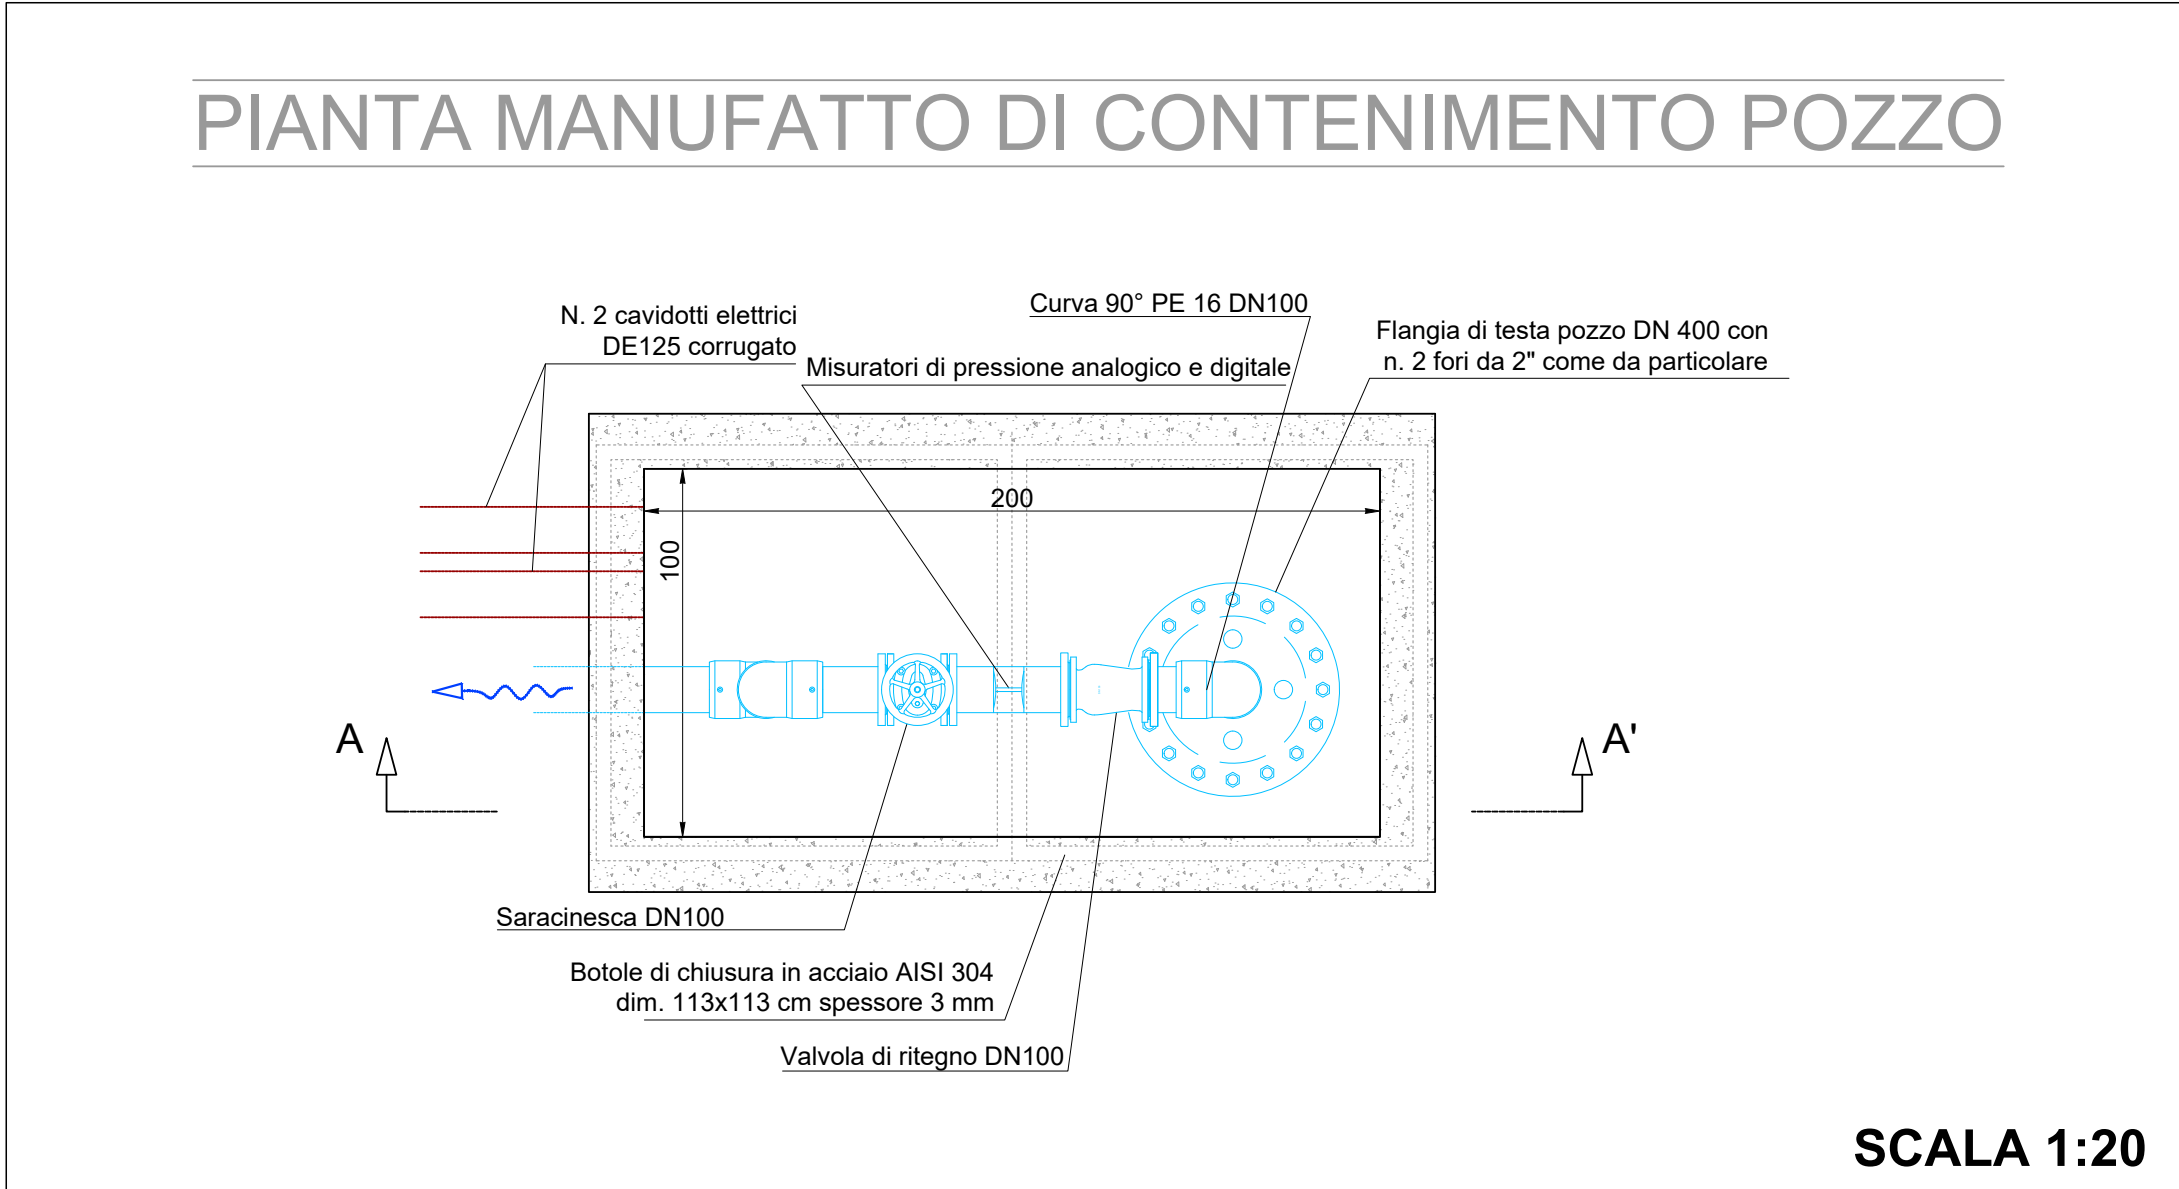 PIANTA MANUFATTO DI CONTENIMENTO POZZO
N. 2 cavidotti elettrici
DE125 corrugato
Curva 90° PE 16 DN100
Misuratori di pressione analogico e digitale
Flangia di testa pozzo DN 400 con
n. 2 fori da 2" come da particolare
200
100
A
A'
Saracinesca DN100
Botole di chiusura in acciaio AISI 304
dim. 113x113 cm spessore 3 mm
Valvola di ritegno DN100
SCALA 1:20